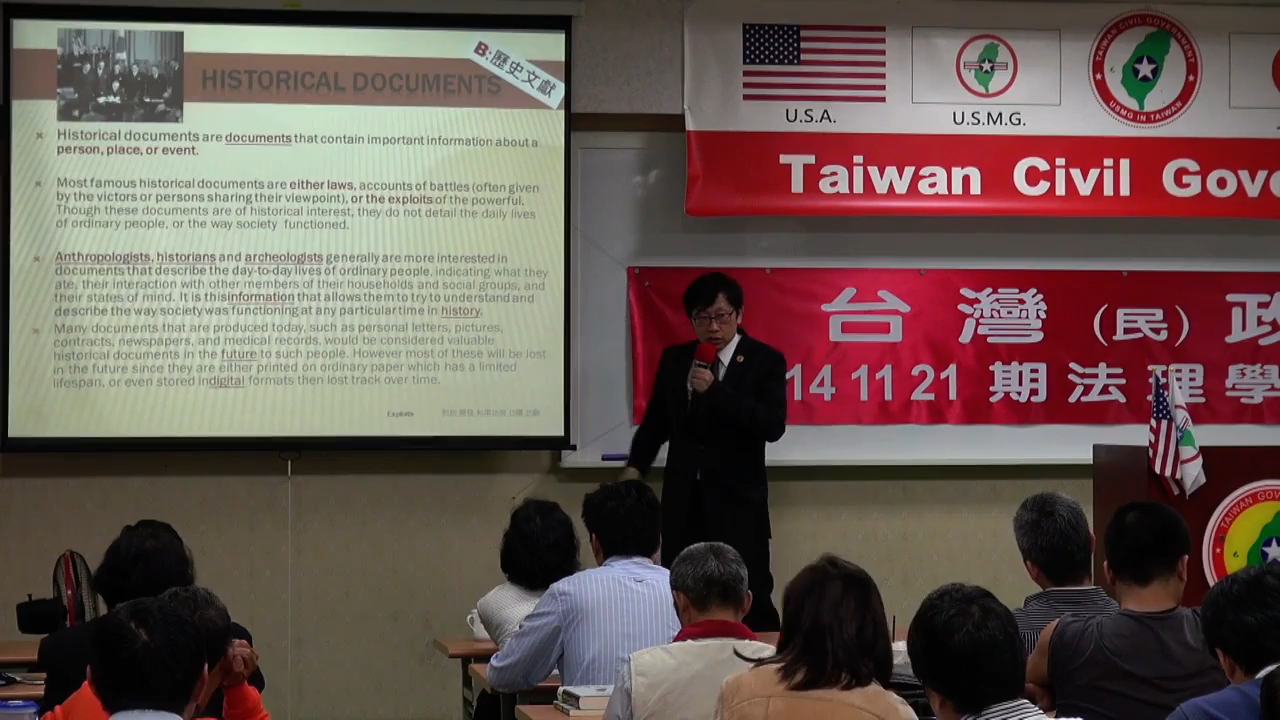 HISTORICAL DOCUMENTS
B:歷史文獻
Historical documents are documents that contain important information about a
person, place, or event.
Most famous historical documents are either laws, accounts of battles (often given
by the victors or persons sharing their viewpoint), or the exploits of the powerful.
Though these documents are of historical interest, they do not detail the daily lives
of ordinary people, or the way society functioned.
Anthropologists, historians and archeologists generally are more interested in
documents that describe the day-to-day lives of ordinary people, indicating what they
ate, their interaction with other members of their households and social groups, and
their states of mind. It is this information that allows them to try to understand and
describe the way society was functioning at any particular time in history.
Many documents that are produced today, such as personal letters, pictures,
contracts, newspapers, and medical records, would be considered valuable
historical documents in the future to such people. However most of these will be lost
in the future since they are either printed on ordinary paper which has a limited
lifespan, or even stored in digital formats then lost track over time.
Exploits
U.S.A.
U.S.M.G.
TAIWAN CIVIL GOVERNMENT
USMG IN TAIWAN
Taiwan Civil Gove
台灣(民)政
14 11 21 期法理學
TAIWAN GOV